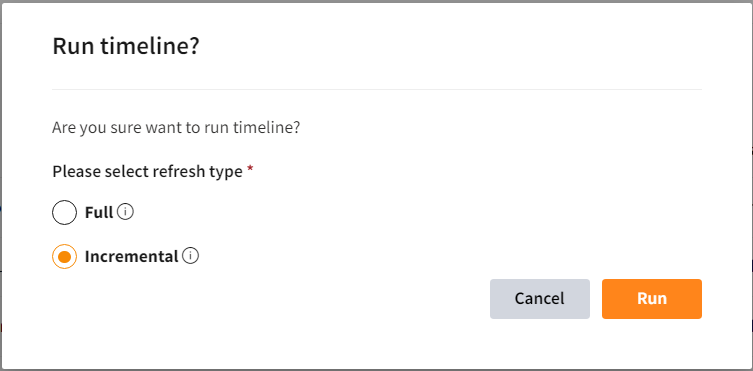 Run timeline?
Are you sure want to run timeline?
Please select refresh type *
Full
Incremental
Cancel
Run